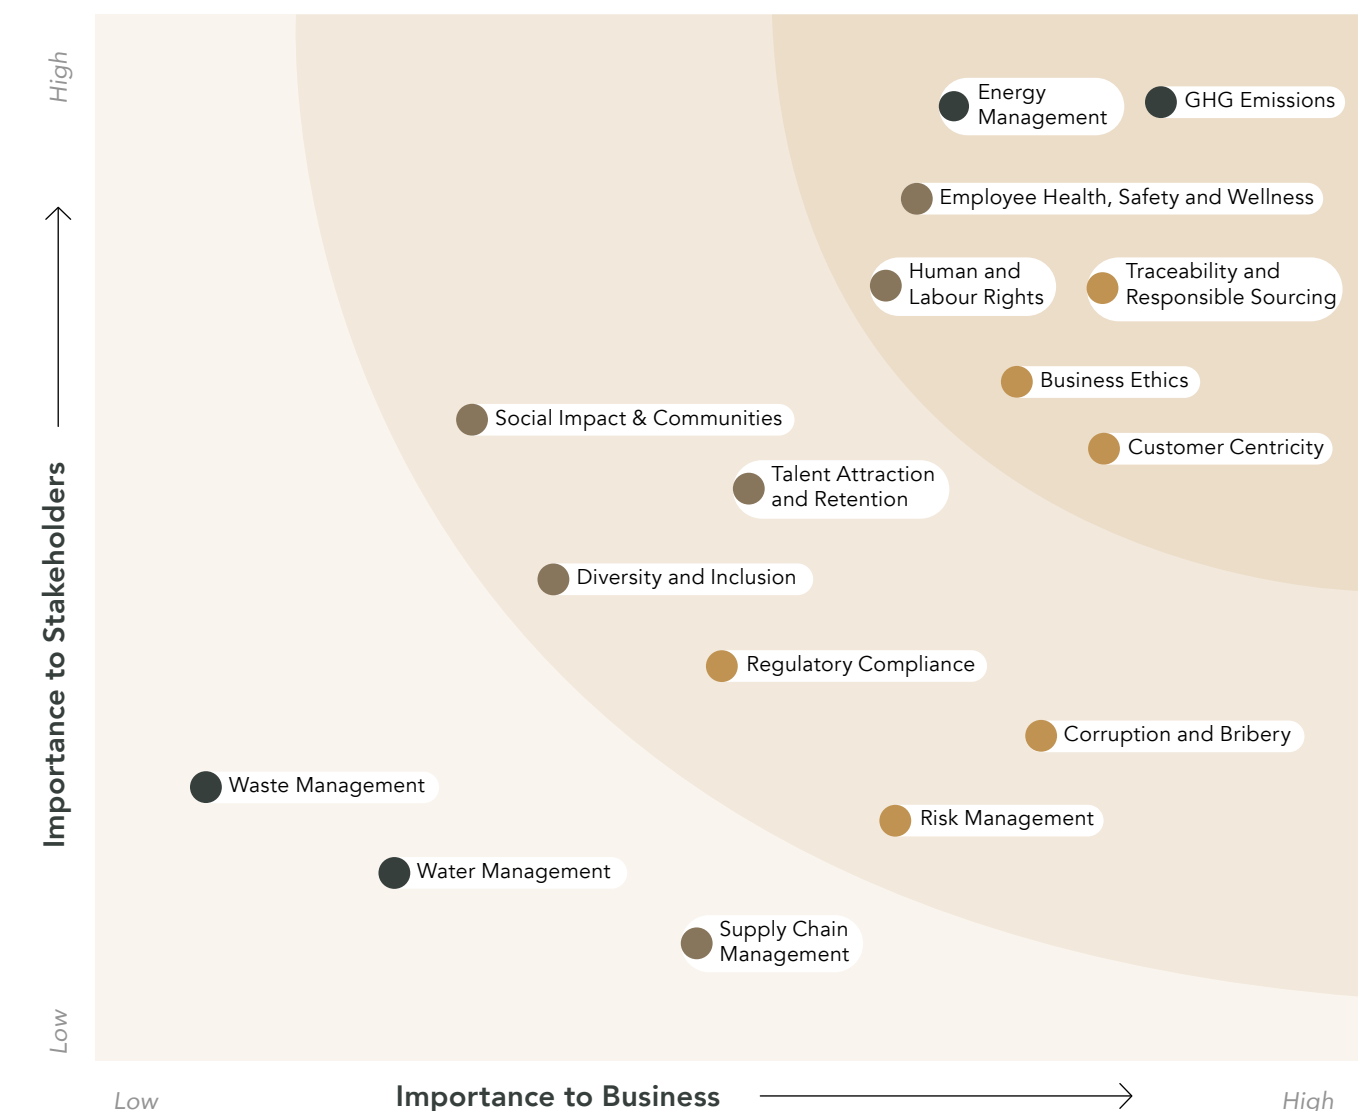 High
Energy
Management
GHG Emissions
Employee Health, Safety and Wellness
Human and
Labour Rights
Traceability and
Responsible Sourcing
Business Ethics
Social Impact & Communities
Customer Centricity
Talent Attraction
and Retention
Importance to Stakeholders
Diversity and Inclusion
Regulatory Compliance
Corruption and Bribery
Waste Management
Risk Management
Water Management
Supply Chain
Management
Low
Low
Importance to Business
High